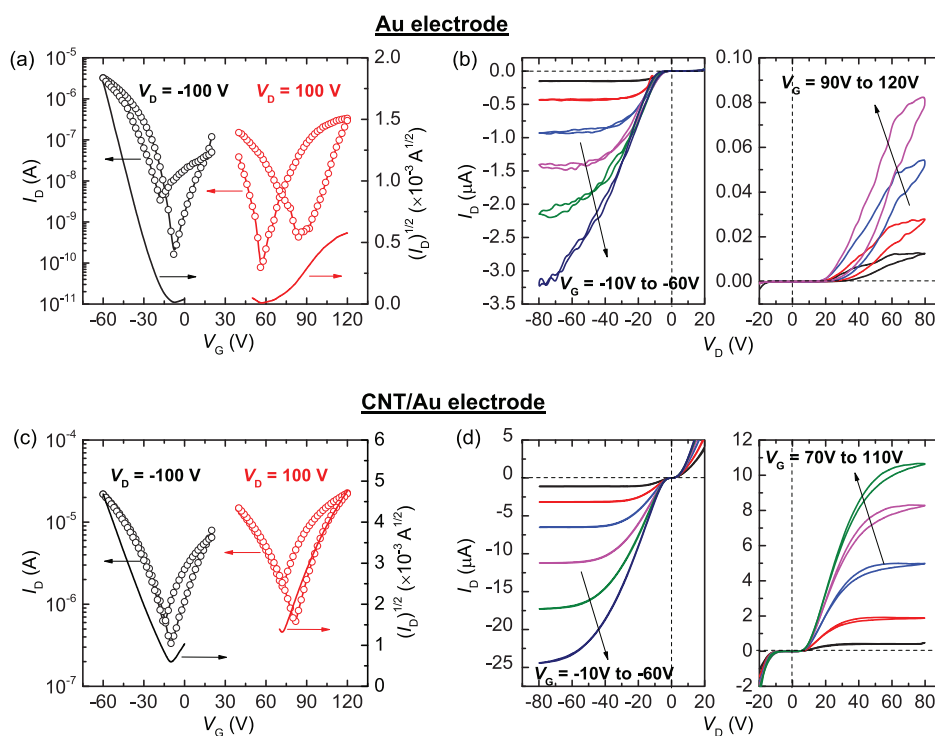 Au electrode
(a)
V_D = -100 V
V_D = 100 V
10^-5
10^-6
10^-7
10^-8
10^-9
10^-10
10^-11
I_D (A)
2.0
1.5
1.0
0.5
0.0
(I_D)^1/2 (×10^-3 A^1/2)
-60 -30 0 30 60 90 120
V_G (V)
(b)
0.0
-0.5
-1.0
-1.5
-2.0
-2.5
-3.0
-3.5
I_D (µA)
V_G = -10V to -60V
-80 -60 -40 -20 0 20
V_G = 90V to 120V
0.10
0.08
0.06
0.04
0.02
0.00
-20 0 20 40 60 80
V_D (V)
CNT/Au electrode
(c)
V_D = -100 V
V_D = 100 V
10^-4
10^-5
10^-6
10^-7
I_D (A)
6
5
4
3
2
1
0
(I_D)^1/2 (×10^-3 A^1/2)
-60 -30 0 30 60 90 120
V_G (V)
(d)
5
0
-5
-10
-15
-20
-25
I_D (µA)
V_G = -10V to -60V
-80 -60 -40 -20 0 20
V_G = 70V to 110V
12
10
8
6
4
2
0
-2
-20 0 20 40 60 80
V_D (V)